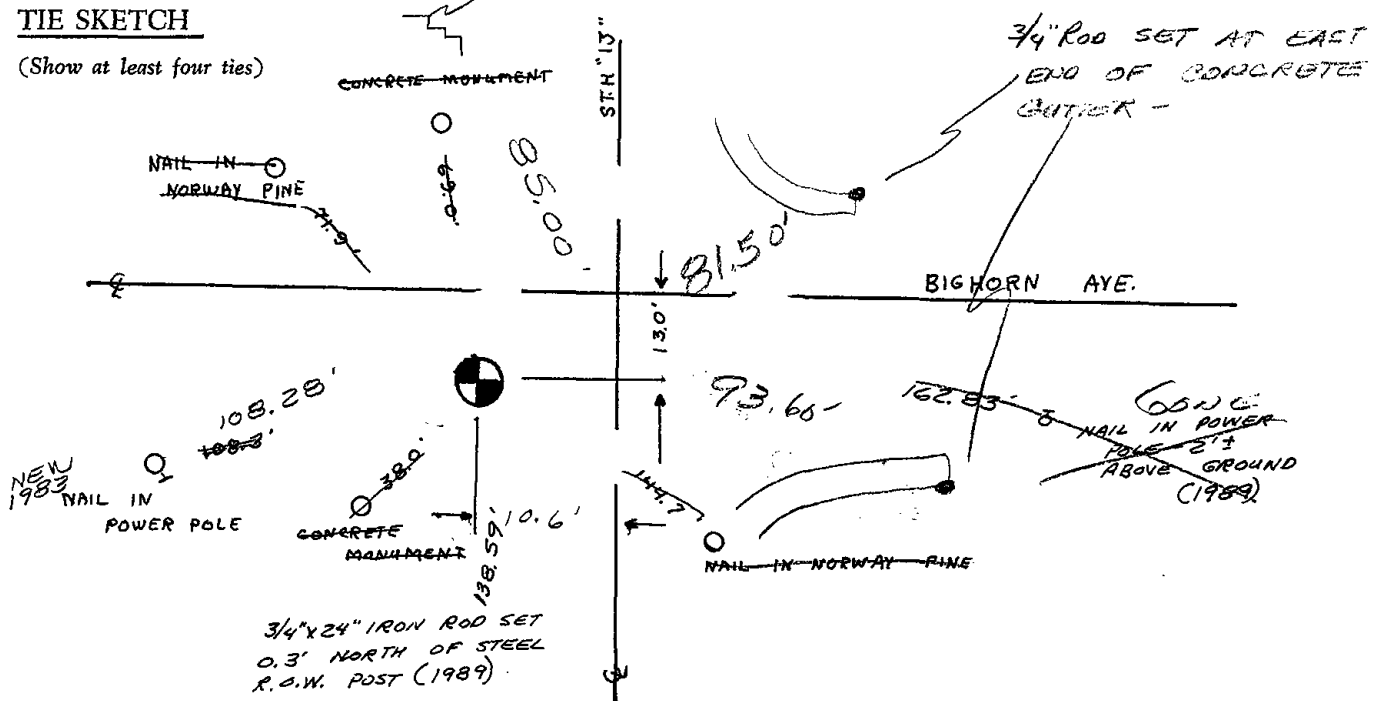 TIE SKETCH
(Show at least four ties)
CONCRETE MONUMENT
ST.H "13"
3/4" ROD SET AT EAST
END OF CONCRETE
GUTTER -
NAIL IN
NORWAY PINE
69.0
85.00
71.9'
81.50'
℄
BIGHORN AVE.
13.0'
108.28'
108.3'
93.60-
162.83'
GONE
NAIL IN POWER
POLE 2'±
ABOVE GROUND
(1989)
NEW
1983 NAIL IN
POWER POLE
38.0'
CONCRETE
MONUMENT
138.59'
10.6'
144.7
NAIL IN NORWAY PINE
3/4"x24" IRON ROD SET
0.3' NORTH OF STEEL
R.O.W. POST (1989)
℄